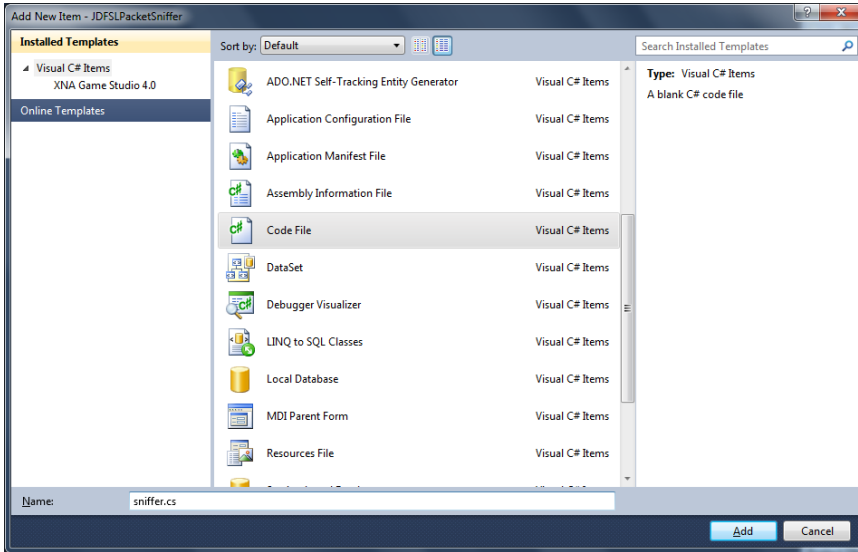 Add New Item - JDFSLPacketSniffer
Installed Templates
Visual C# Items
XNA Game Studio 4.0
Online Templates
Sort by: Default
Search Installed Templates
ADO.NET Self-Tracking Entity Generator Visual C# Items
Application Configuration File Visual C# Items
Application Manifest File Visual C# Items
Assembly Information File Visual C# Items
Code File Visual C# Items
DataSet Visual C# Items
Debugger Visualizer Visual C# Items
LINQ to SQL Classes Visual C# Items
Local Database Visual C# Items
MDI Parent Form Visual C# Items
Resources File Visual C# Items
Type: Visual C# Items
A blank C# code file
Name: sniffer.cs
Add Cancel